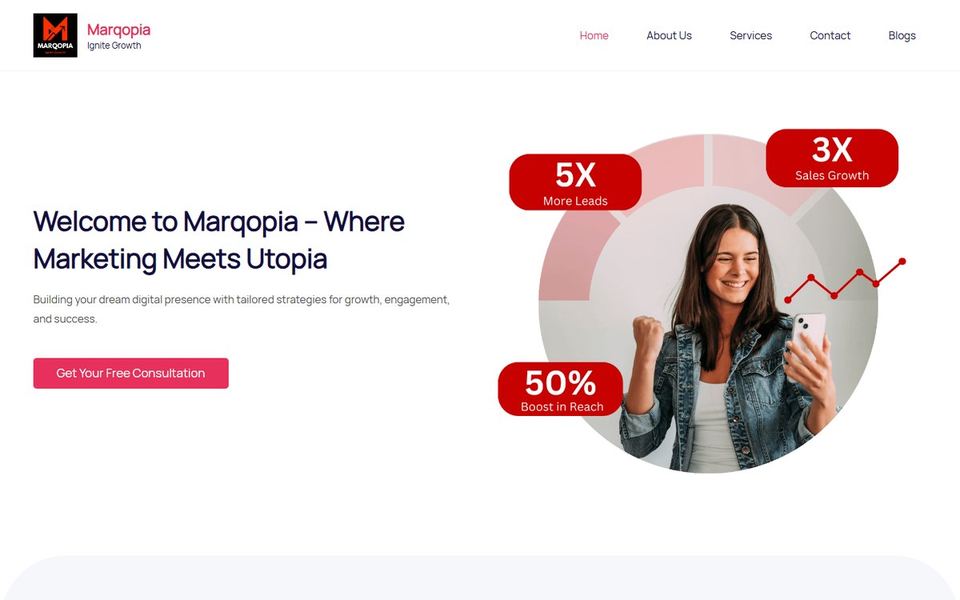 MARQOPIA
Marqopia
Ignite Growth
Home
About Us
Services
Contact
Blogs
5X
More Leads
3X
Sales Growth
Welcome to Marqopia – Where
Marketing Meets Utopia
Building your dream digital presence with tailored strategies for growth, engagement,
and success.
Get Your Free Consultation
50%
Boost in Reach